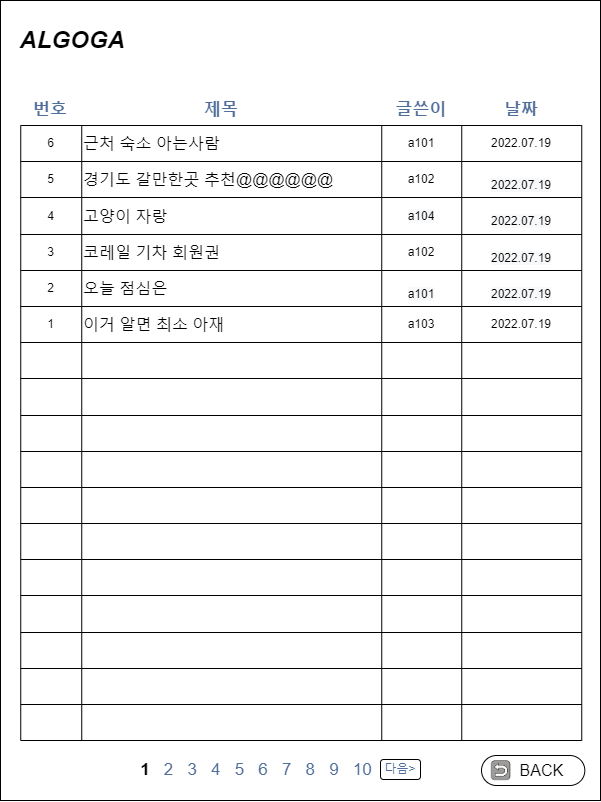 ALGOGA
번호 제목 글쓴이 날짜
6 근처 숙소 아는사람 a101 2022.07.19
5 경기도 갈만한곳 추천@@@@@@ a102 2022.07.19
4 고양이 자랑 a104 2022.07.19
3 코레일 기차 회원권 a102 2022.07.19
2 오늘 점심은 a101 2022.07.19
1 이거 알면 최소 아재 a103 2022.07.19
1 2 3 4 5 6 7 8 9 10 다음> BACK